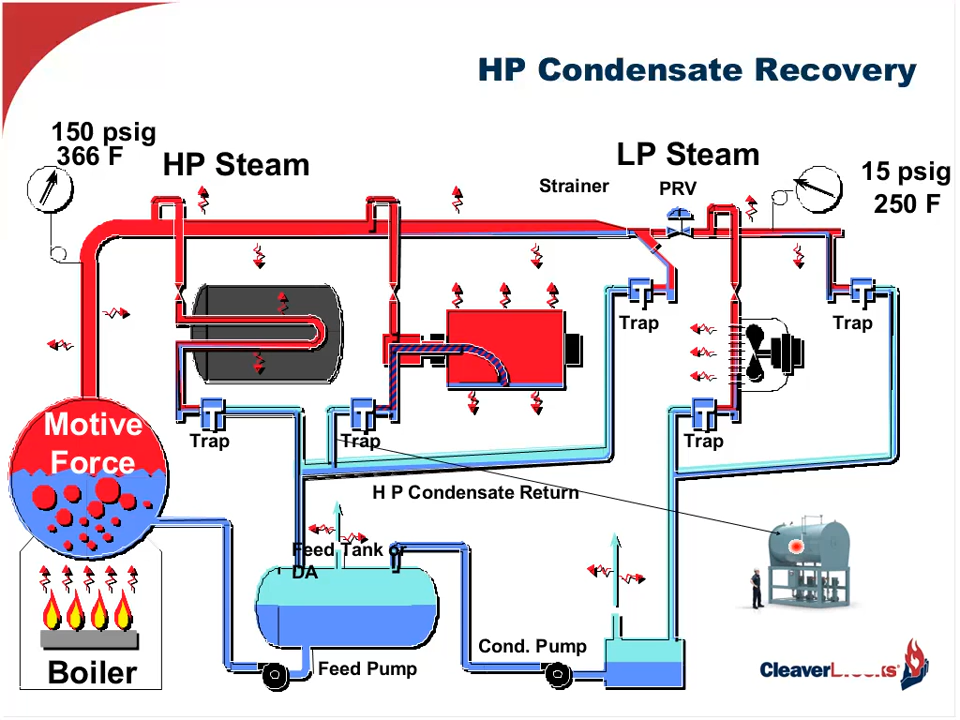 HP Condensate Recovery
150 psig
366 F
HP Steam
LP Steam
15 psig
250 F
Strainer
PRV
Trap
Trap
Motive
Force
Trap
Trap
Trap
H P Condensate Return
Feed Tank or
DA
Cond. Pump
Feed Pump
Boiler
CleaverBrooks